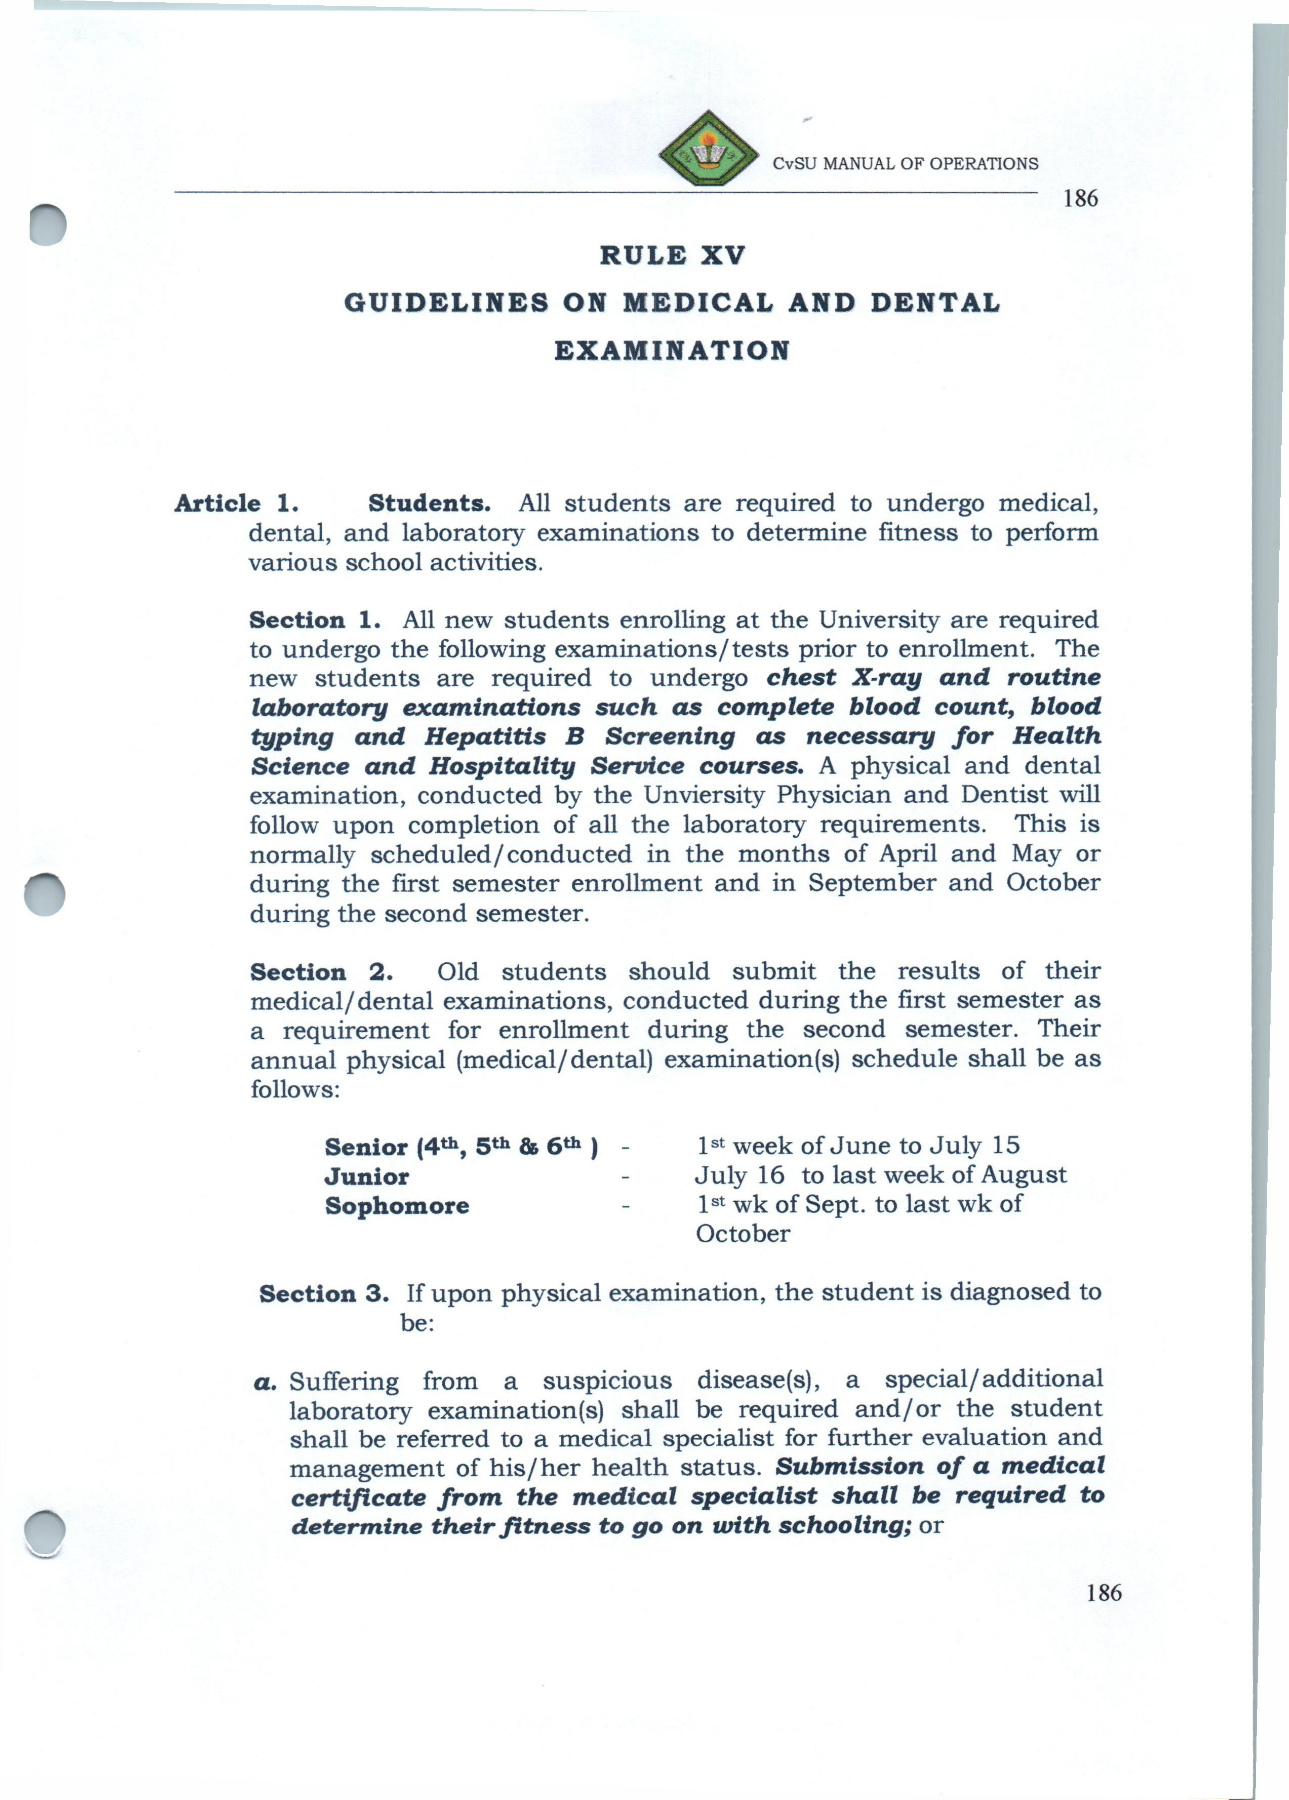 CvSU MANUAL OF OPERATIONS
186
RULE XV
GUIDELINES ON MEDICAL AND DENTAL
EXAMINATION
Article 1. Students. All students are required to undergo medical,
dental, and laboratory examinations to determine fitness to perform
various school activities.
Section 1. All new students enrolling at the University are required
to undergo the following examinations/tests prior to enrollment. The
new students are required to undergo chest X-ray and routine
laboratory examinations such as complete blood count, blood
typing and Hepatitis B Screening as necessary for Health
Science and Hospitality Service courses. A physical and dental
examination, conducted by the Unviersity Physician and Dentist will
follow upon completion of all the laboratory requirements. This is
normally scheduled/conducted in the months of April and May or
during the first semester enrollment and in September and October
during the second semester.
Section 2. Old students should submit the results of their
medical/dental examinations, conducted during the first semester as
a requirement for enrollment during the second semester. Their
annual physical (medical/dental) examination(s) schedule shall be as
follows:
Senior (4th, 5th & 6th ) - 1st week of June to July 15
Junior - July 16 to last week of August
Sophomore - 1st wk of Sept. to last wk of
October
Section 3. If upon physical examination, the student is diagnosed to
be:
a. Suffering from a suspicious disease(s), a special/additional
laboratory examination(s) shall be required and/or the student
shall be referred to a medical specialist for further evaluation and
management of his/her health status. Submission of a medical
certificate from the medical specialist shall be required to
determine their fitness to go on with schooling; or
186